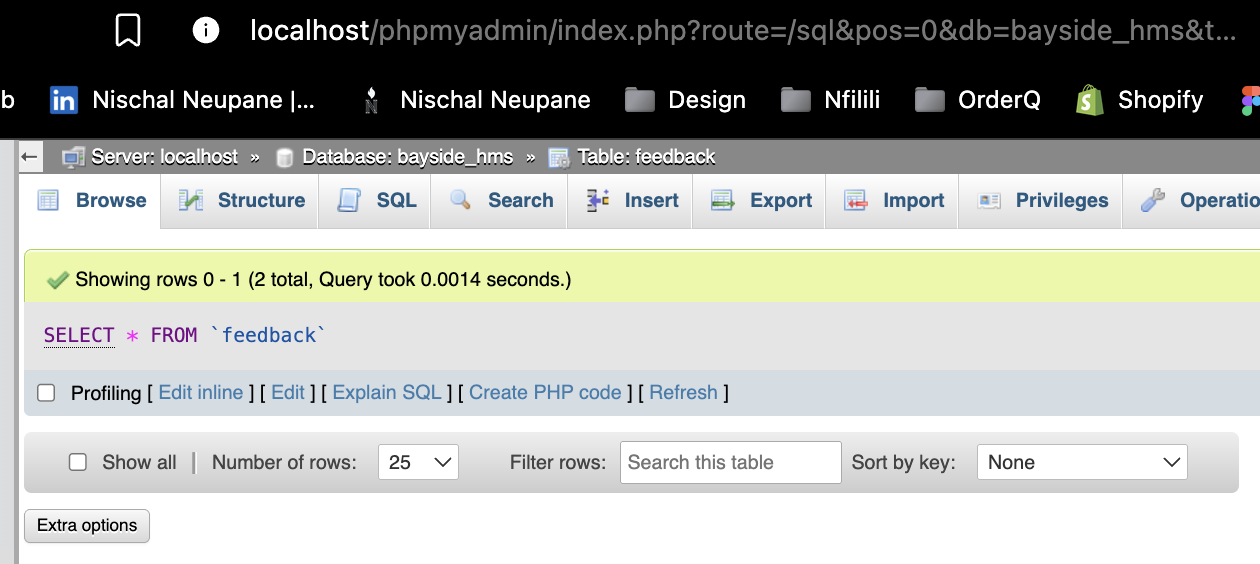 localhost/phpmyadmin/index.php?route=/sql&pos=0&db=bayside_hms&t...
b Nischal Neupane |... Nischal Neupane Design Nfilili OrderQ Shopify
Server: localhost » Database: bayside_hms » Table: feedback
Browse Structure SQL Search Insert Export Import Privileges Operatio
Showing rows 0 - 1 (2 total, Query took 0.0014 seconds.)
SELECT * FROM `feedback`
Profiling [ Edit inline ] [ Edit ] [ Explain SQL ] [ Create PHP code ] [ Refresh ]
Show all | Number of rows: 25 Filter rows: Search this table Sort by key: None
Extra options